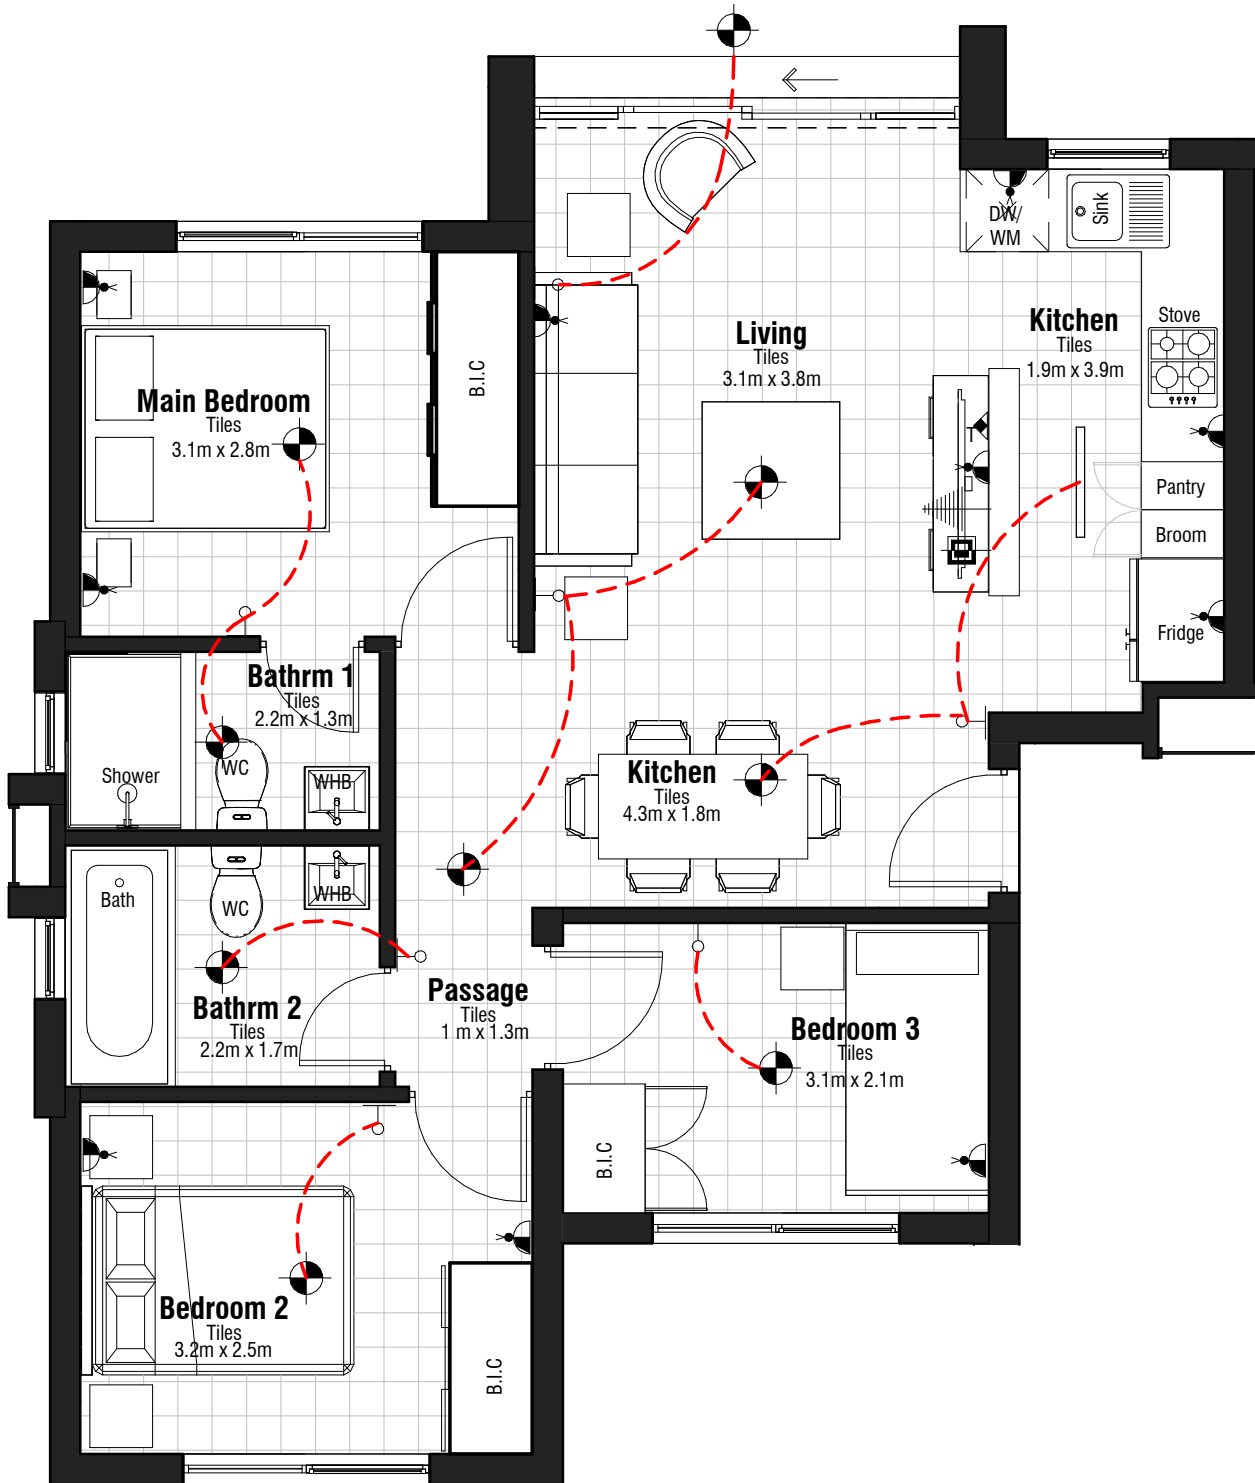 DW/
WM
Sink
Stove
Kitchen
Tiles
1.9m x 3.9m
Living
Tiles
3.1m x 3.8m
B.I.C
Main Bedroom
Tiles
3.1m x 2.8m
T
Pantry
Broom
Fridge
Bathrm 1
Tiles
2.2m x 1.3m
Shower
WC
WHB
Kitchen
Tiles
4.3m x 1.8m
Bath
WC
WHB
Bathrm 2
Tiles
2.2m x 1.7m
Passage
Tiles
1 m x 1.3m
Bedroom 3
Tiles
3.1m x 2.1m
B.I.C
Bedroom 2
Tiles
3.2m x 2.5m
B.I.C